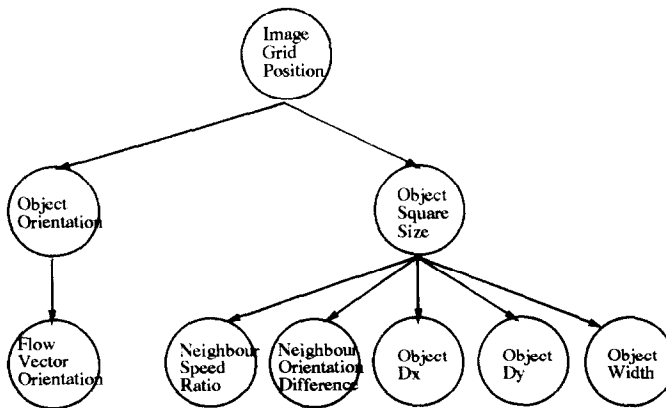 Image
Grid
Position
Object
Orientation
Object
Square
Size
Flow
Vector
Orientation
Neighbour
Speed
Ratio
Neighbour
Orientation
Difference
Object
Dx
Object
Dy
Object
Width